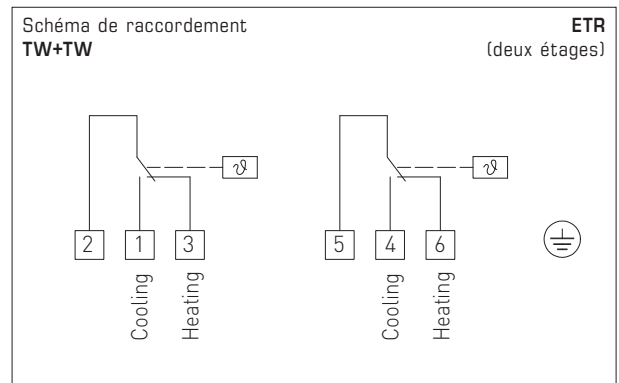 Schéma de raccordement
TW+TW
ETR
(deux étages)
ϑ
2
1
3
Cooling
Heating
ϑ
5
4
6
Cooling
Heating